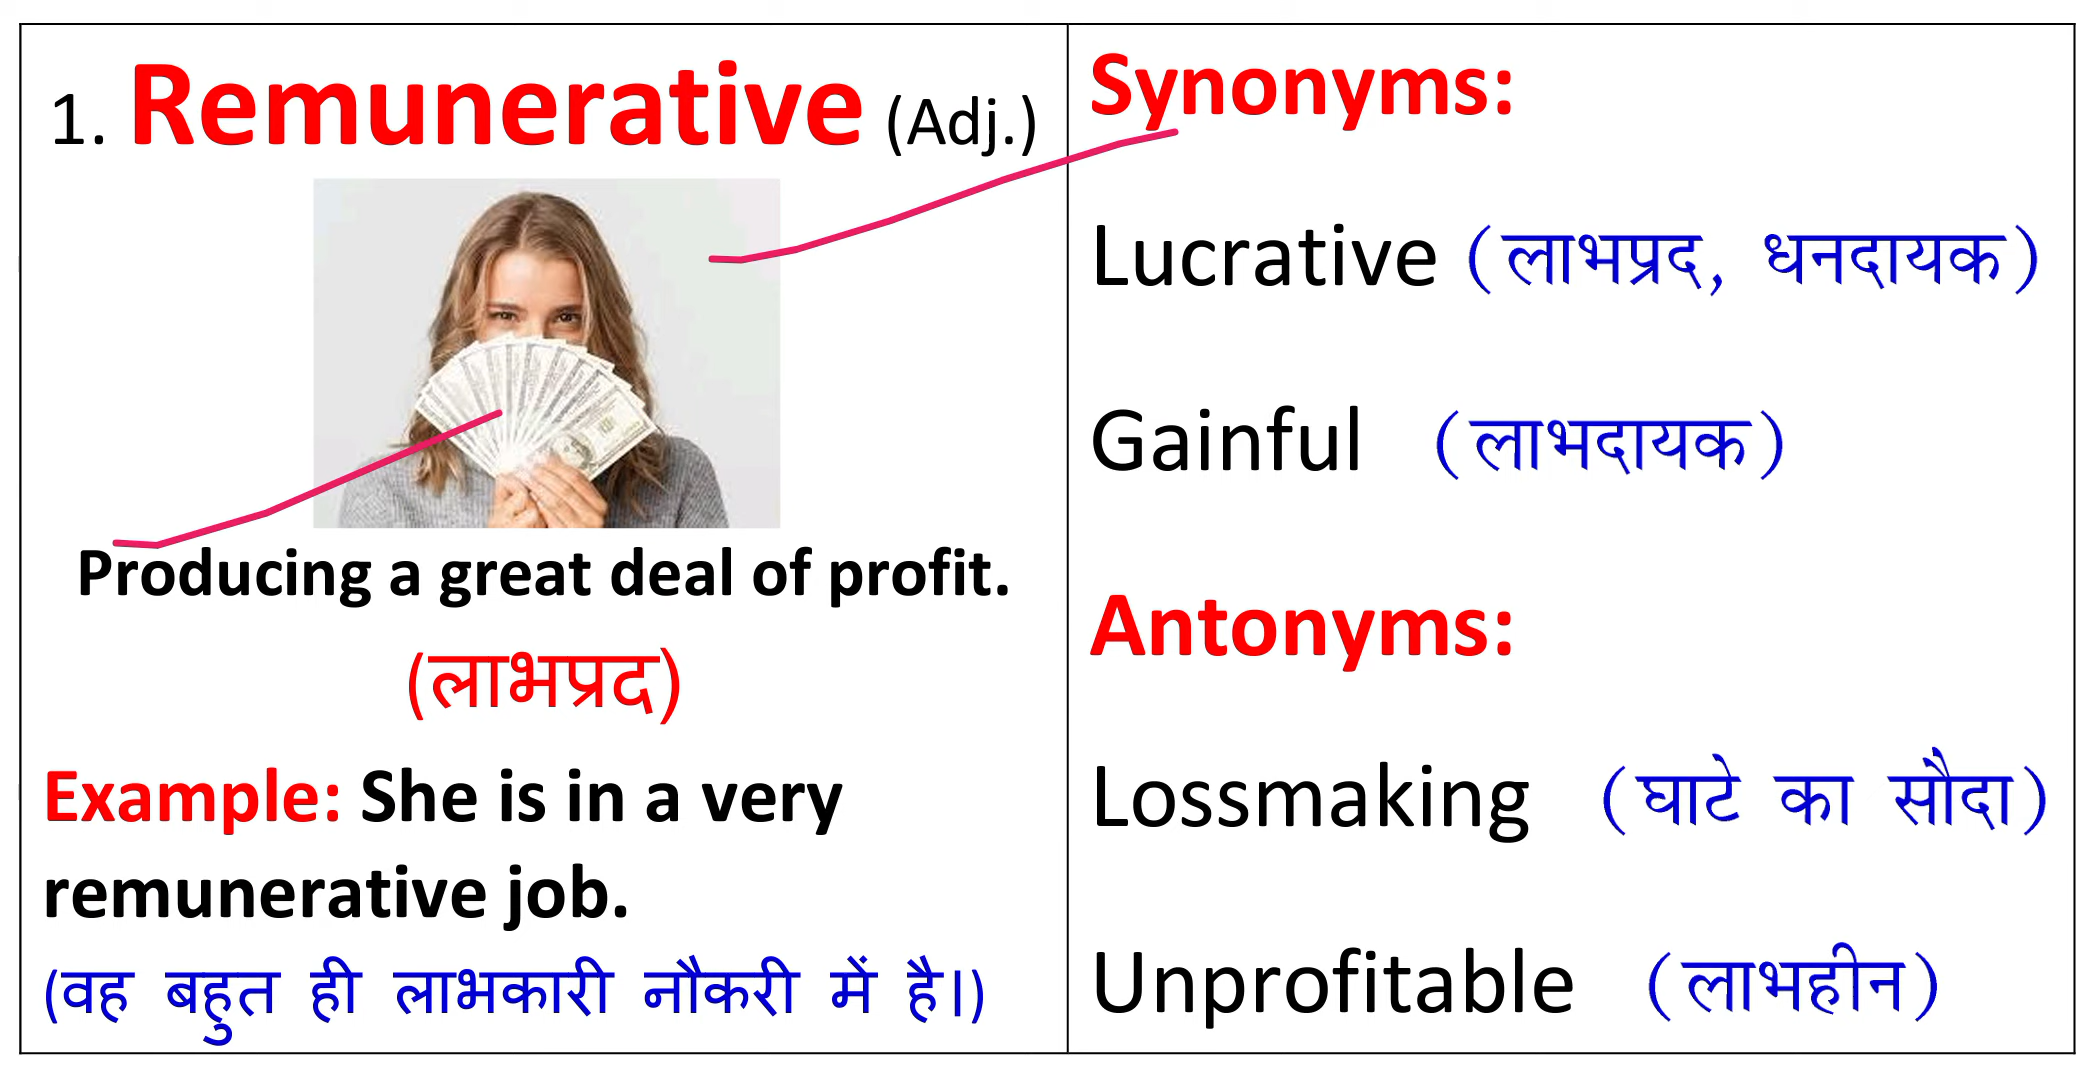 1. Remunerative (Adj.)
Producing a great deal of profit.
(लाभप्रद)
Example: She is in a very
remunerative job.
(वह बहुत ही लाभकारी नौकरी में है।)
Synonyms:
Lucrative (लाभप्रद, धनदायक)
Gainful (लाभदायक)
Antonyms:
Lossmaking (घाटे का सौदा)
Unprofitable (लाभहीन)